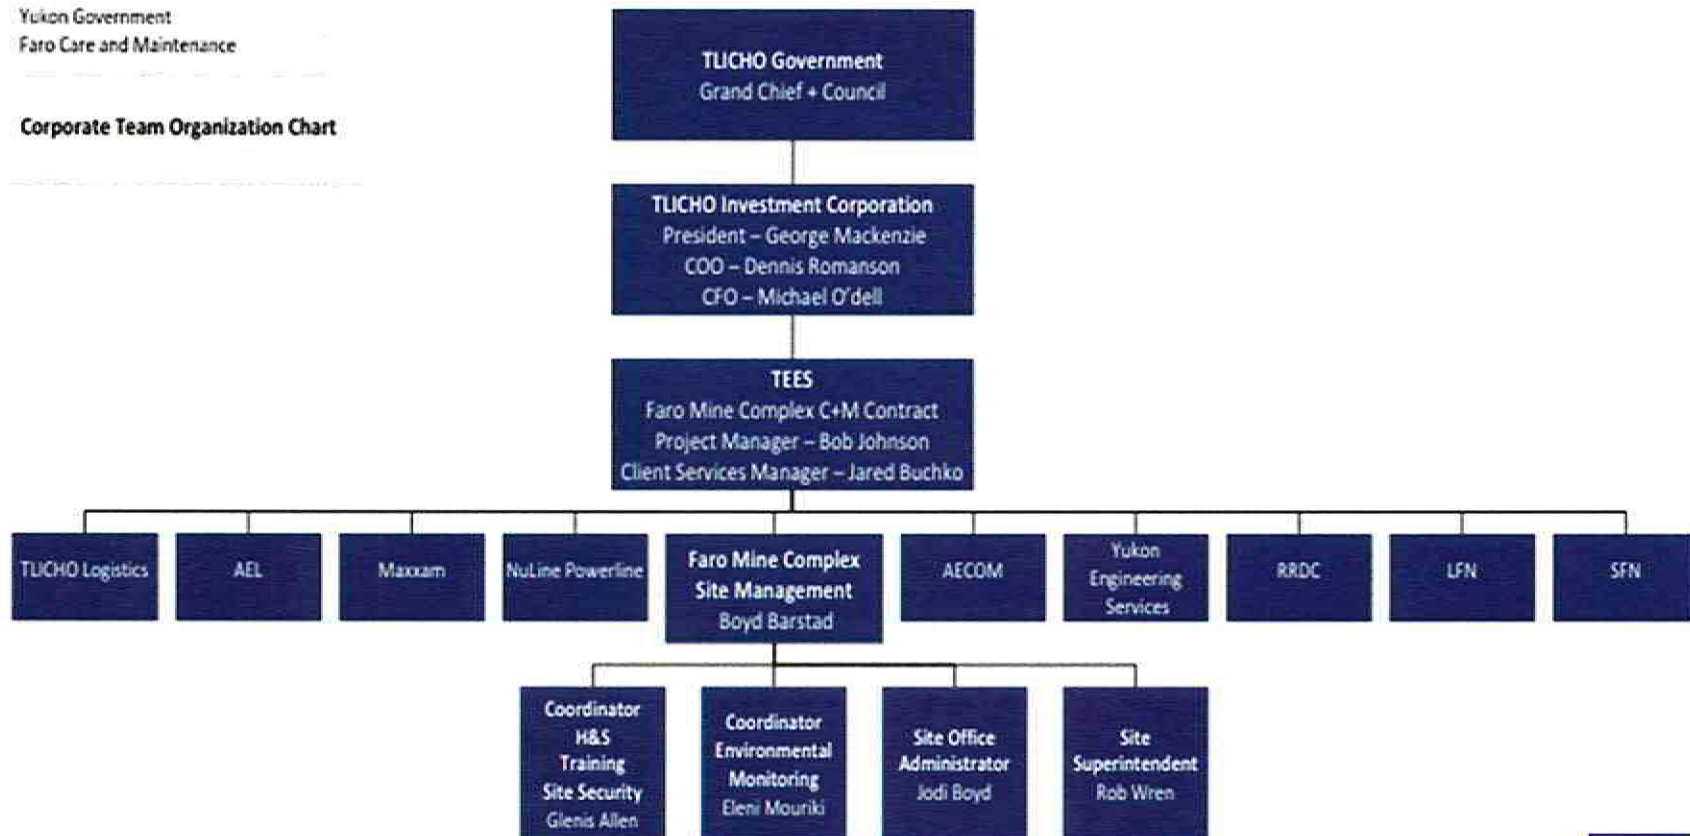 Yukon Government
Faro Care and Maintenance
Corporate Team Organization Chart
TLICHO Government
Grand Chief + Council
TLICHO Investment Corporation
President – George Mackenzie
COO – Dennis Romanson
CFO – Michael O'dell
TEES
Faro Mine Complex C+M Contract
Project Manager – Bob Johnson
Client Services Manager – Jared Buchko
TLICHO Logistics
AEL
Maxxam
NuLine Powerline
Faro Mine Complex
Site Management
Boyd Barstad
AECOM
Yukon
Engineering
Services
RRDC
LFN
SFN
Coordinator
H&S
Training
Site Security
Glenis Allen
Coordinator
Environmental
Monitoring
Eleni Mouriki
Site Office
Administrator
Jodi Boyd
Site
Superintendent
Rob Wren